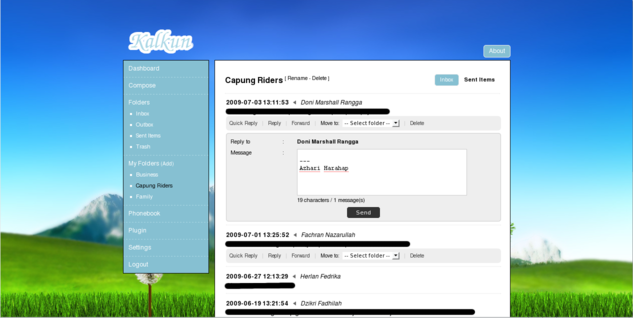 Kalkun
About
Dashboard
Compose
Folders
Inbox
Outbox
Sent Items
Trash
My Folders (Add)
Business
Capung Riders
Family
Phonebook
Plugin
Settings
Logout
Capung Riders [ Rename - Delete ]
Inbox Sent Items
2009-07-03 13:11:53 Doni Marshall Rangga
Quick Reply Reply Forward Move to: -- Select folder -- Delete
Reply to : Doni Marshall Rangga
Message :
---
Azhari Harahap
19 characters / 1 message(s)
Send
2009-07-01 13:25:52 Fachran Nazarullah
Quick Reply Reply Forward Move to: -- Select folder -- Delete
2009-06-27 12:13:29 Herian Fedrika
2009-06-19 13:21:54 Dzikri Fadhilah